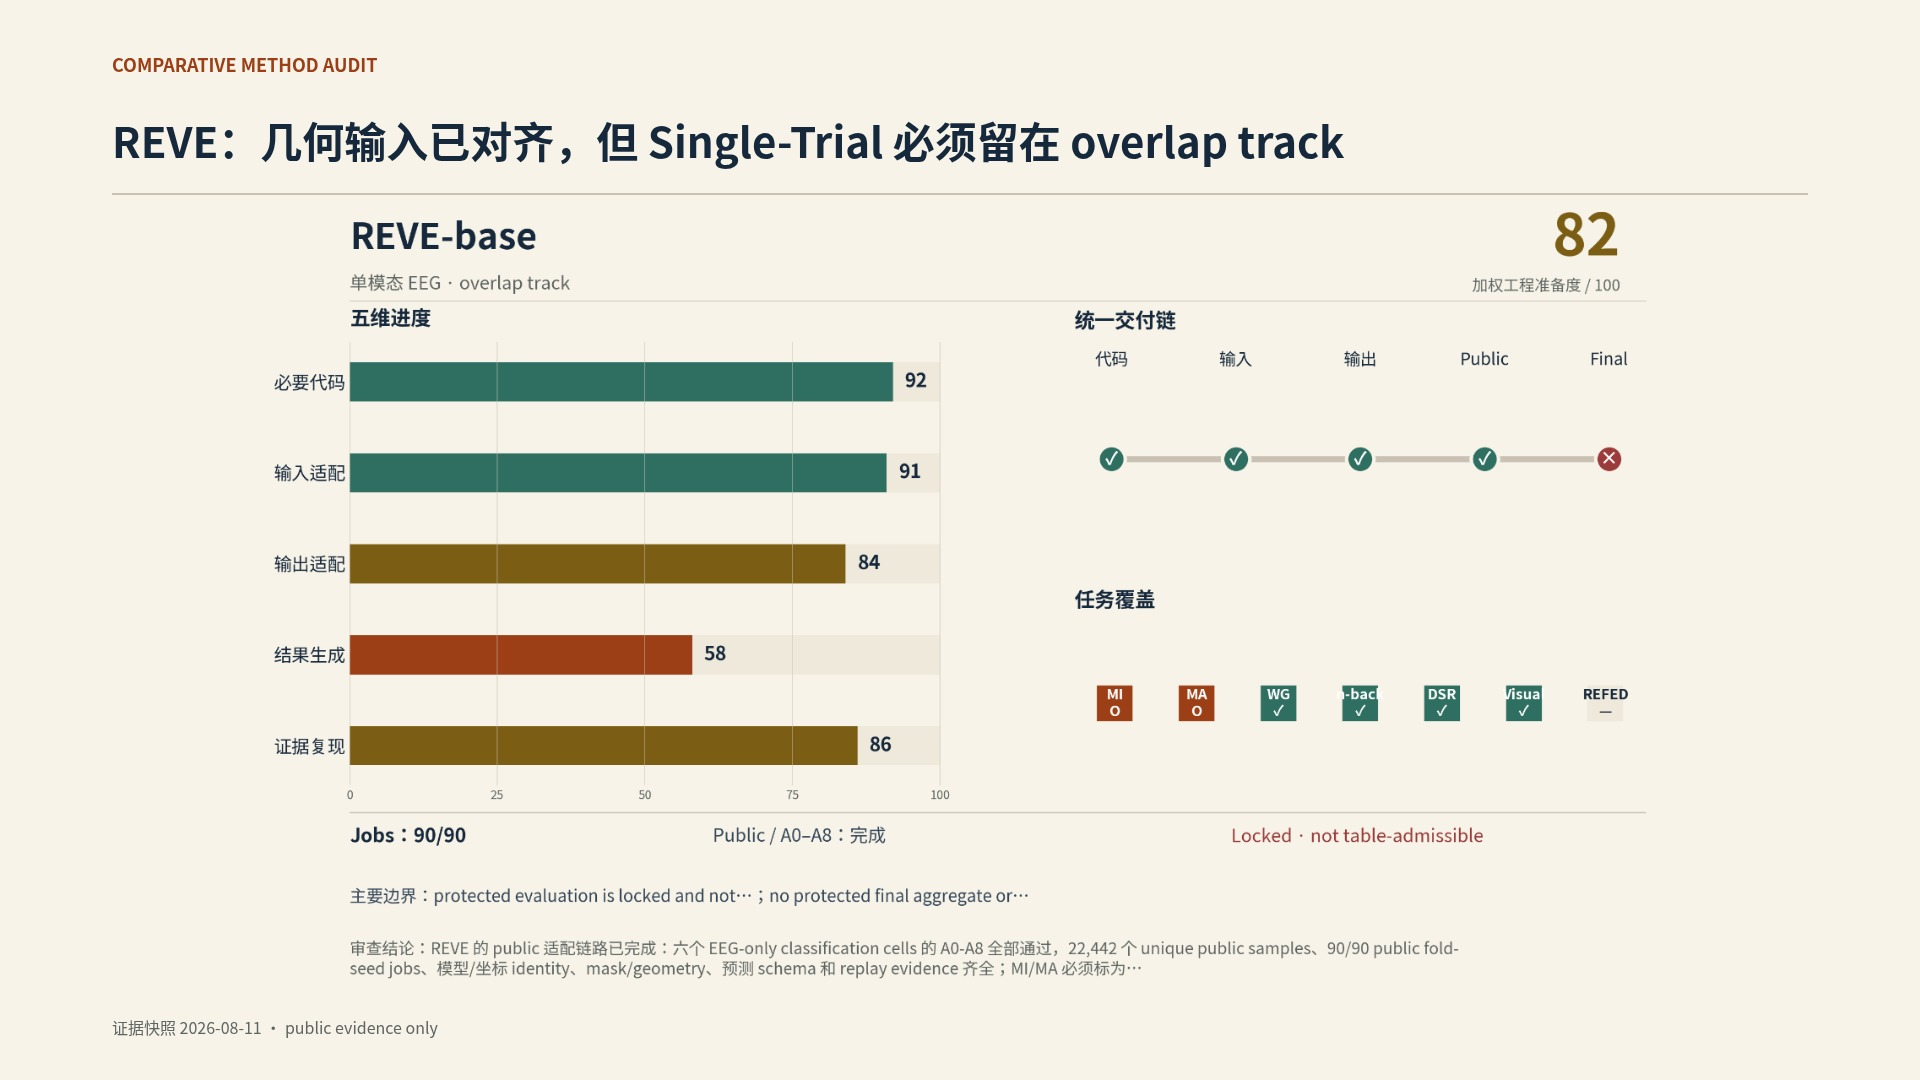 COMPARATIVE METHOD AUDIT
REVE：几何输入已对齐，但 Single-Trial 必须留在 overlap track
REVE-base
82
单模态 EEG · overlap track
加权工程准备度 / 100
五维进度
必要代码
92
输入适配
91
输出适配
84
结果生成
58
证据复现
86
0 25 50 75 100
统一交付链
代码 输入 输出 Public Final
✓ ✓ ✓ ✓ ✕
任务覆盖
MI MA WG n-back DSR Visual REFED
O O ✓ ✓ ✓ ✓ —
Jobs：90/90
Public / A0–A8：完成
Locked · not table-admissible
主要边界：protected evaluation is locked and not…；no protected final aggregate or…
审查结论：REVE 的 public 适配链路已完成：六个 EEG-only classification cells 的 A0-A8 全部通过，22,442 个 unique public samples、90/90 public fold-
seed jobs、模型/坐标 identity、mask/geometry、预测 schema 和 replay evidence 齐全；MI/MA 必须标为…
证据快照 2026-08-11 · public evidence only